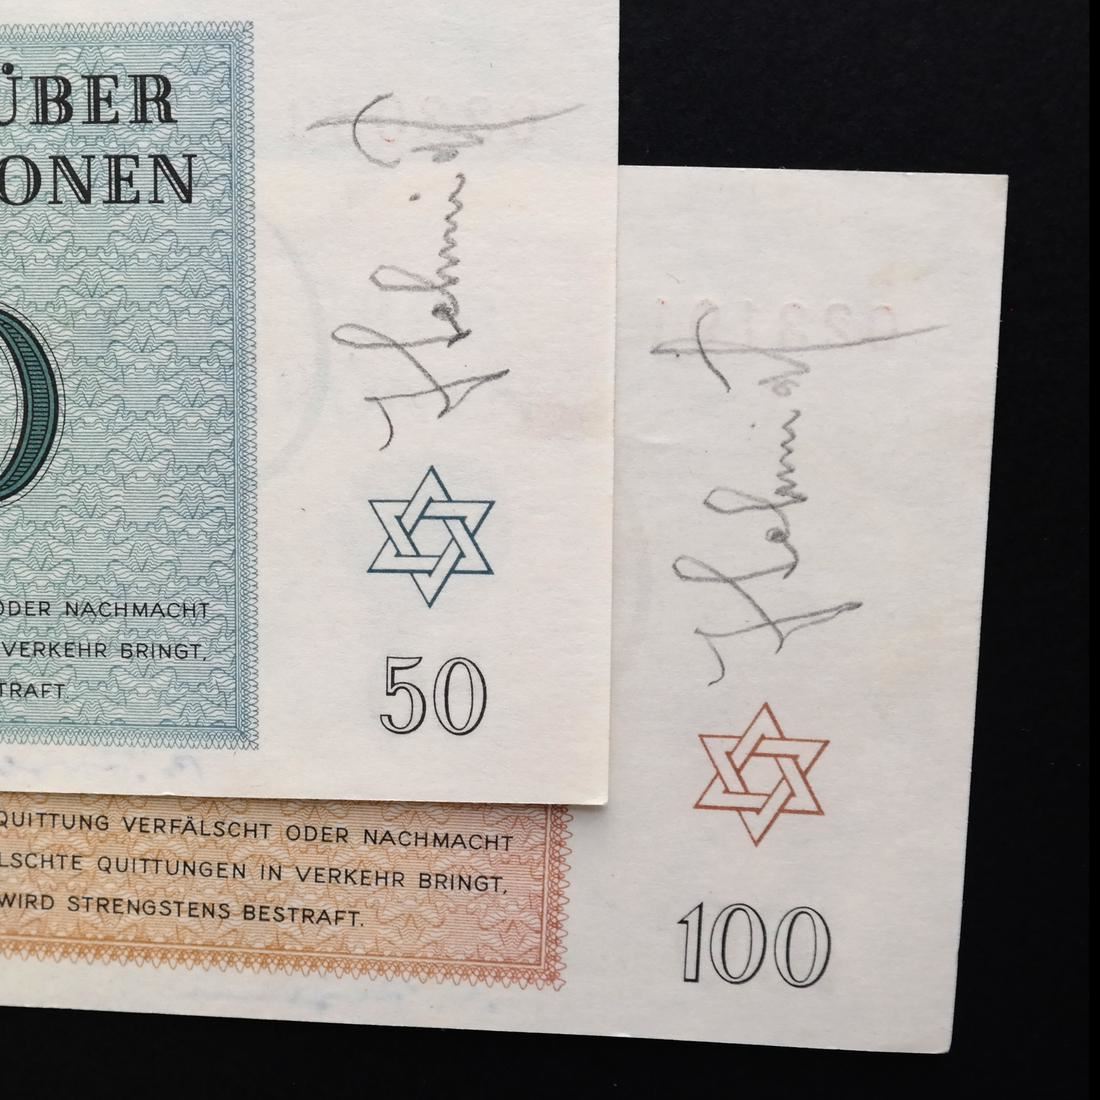 ÜBER
ONEN
ODER NACHMACHT
VERKEHR BRINGT,
TRAFT
50
QUITTUNG VERFÄLSCHT ODER NACHMACHT
LSCHTE QUITTUNGEN IN VERKEHR BRINGT,
WIRD STRENGSTENS BESTRAFT.
100